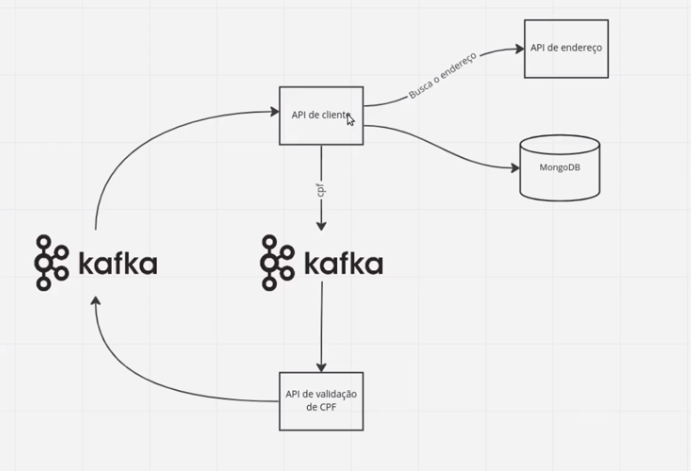 API de endereço
Busca o endereço
API de cliente
MongoDB
cpf
kafka
kafka
API de validação
de CPF